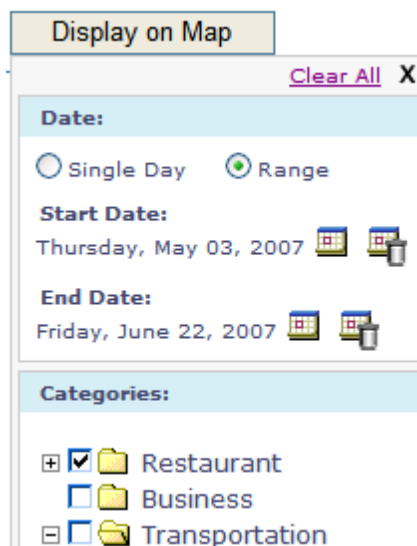 Display on Map
Clear All X
Date:
Single Day Range
Start Date:
Thursday, May 03, 2007
End Date:
Friday, June 22, 2007
Categories:
Restaurant
Business
Transportation